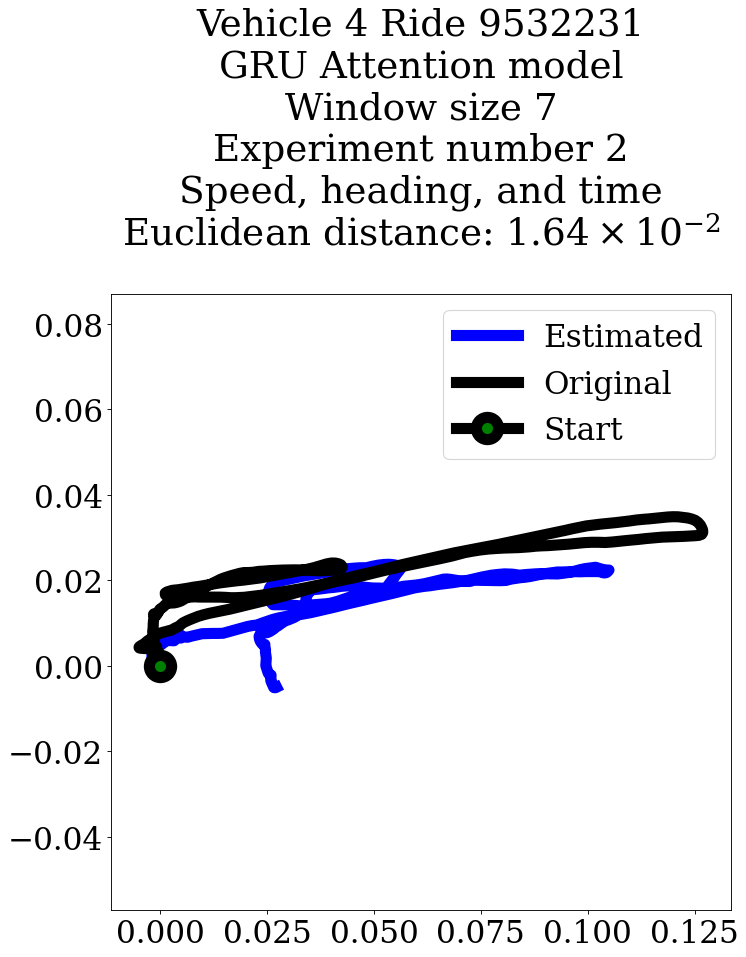 Vehicle 4 Ride 9532231
GRU Attention model
Window size 7
Experiment number 2
Speed, heading, and time
Euclidean distance: 1.64 × 10⁻²
Estimated
Original
Start
0.08
0.06
0.04
0.02
0.00
−0.02
−0.04
0.000 0.025 0.050 0.075 0.100 0.125